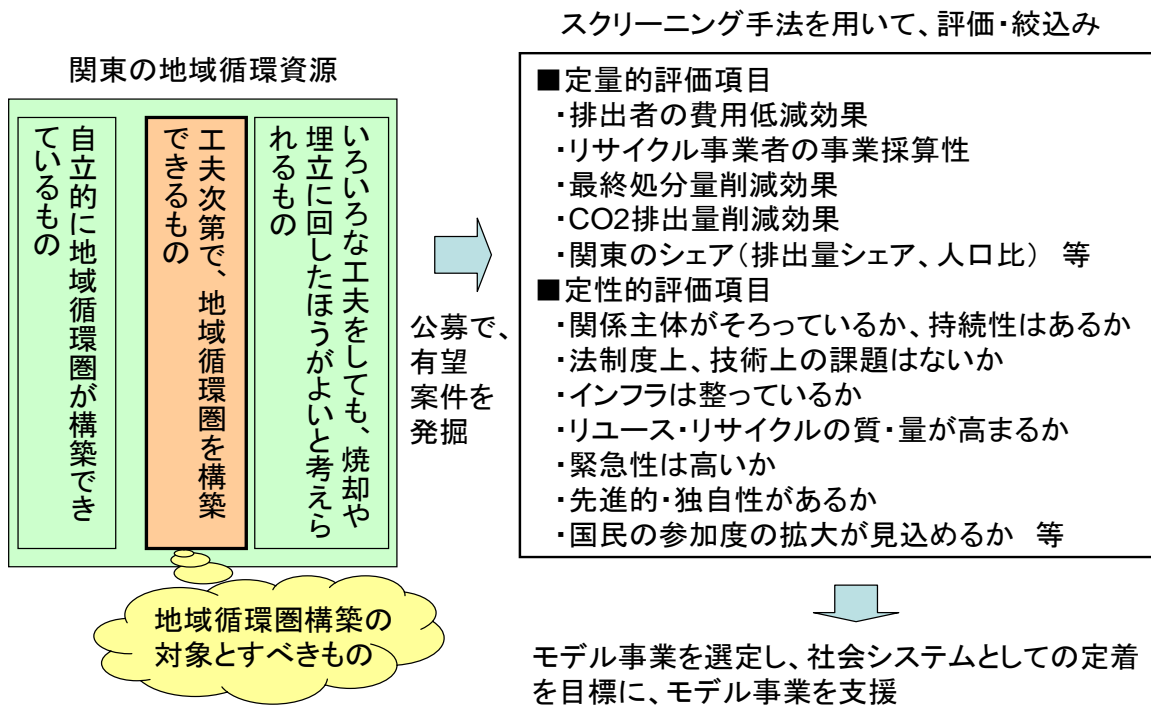 関東の地域循環資源
自立的に地域循環圏が構築でき
ているもの
工夫次第で、地域循環圏を構築
できるもの
いろいろな工夫をしても、焼却や
埋立に回したほうがよいと考えら
れるもの
地域循環圏構築の
対象とすべきもの
公募で、
有望
案件を
発掘
スクリーニング手法を用いて、評価・絞込み
■定量的評価項目
・排出者の費用低減効果
・リサイクル事業者の事業採算性
・最終処分量削減効果
・CO2排出量削減効果
・関東のシェア（排出量シェア、人口比） 等
■定性的評価項目
・関係主体がそろっているか、持続性はあるか
・法制度上、技術上の課題はないか
・インフラは整っているか
・リユース・リサイクルの質・量が高まるか
・緊急性は高いか
・先進的・独自性があるか
・国民の参加度の拡大が見込めるか 等
モデル事業を選定し、社会システムとしての定着
を目標に、モデル事業を支援